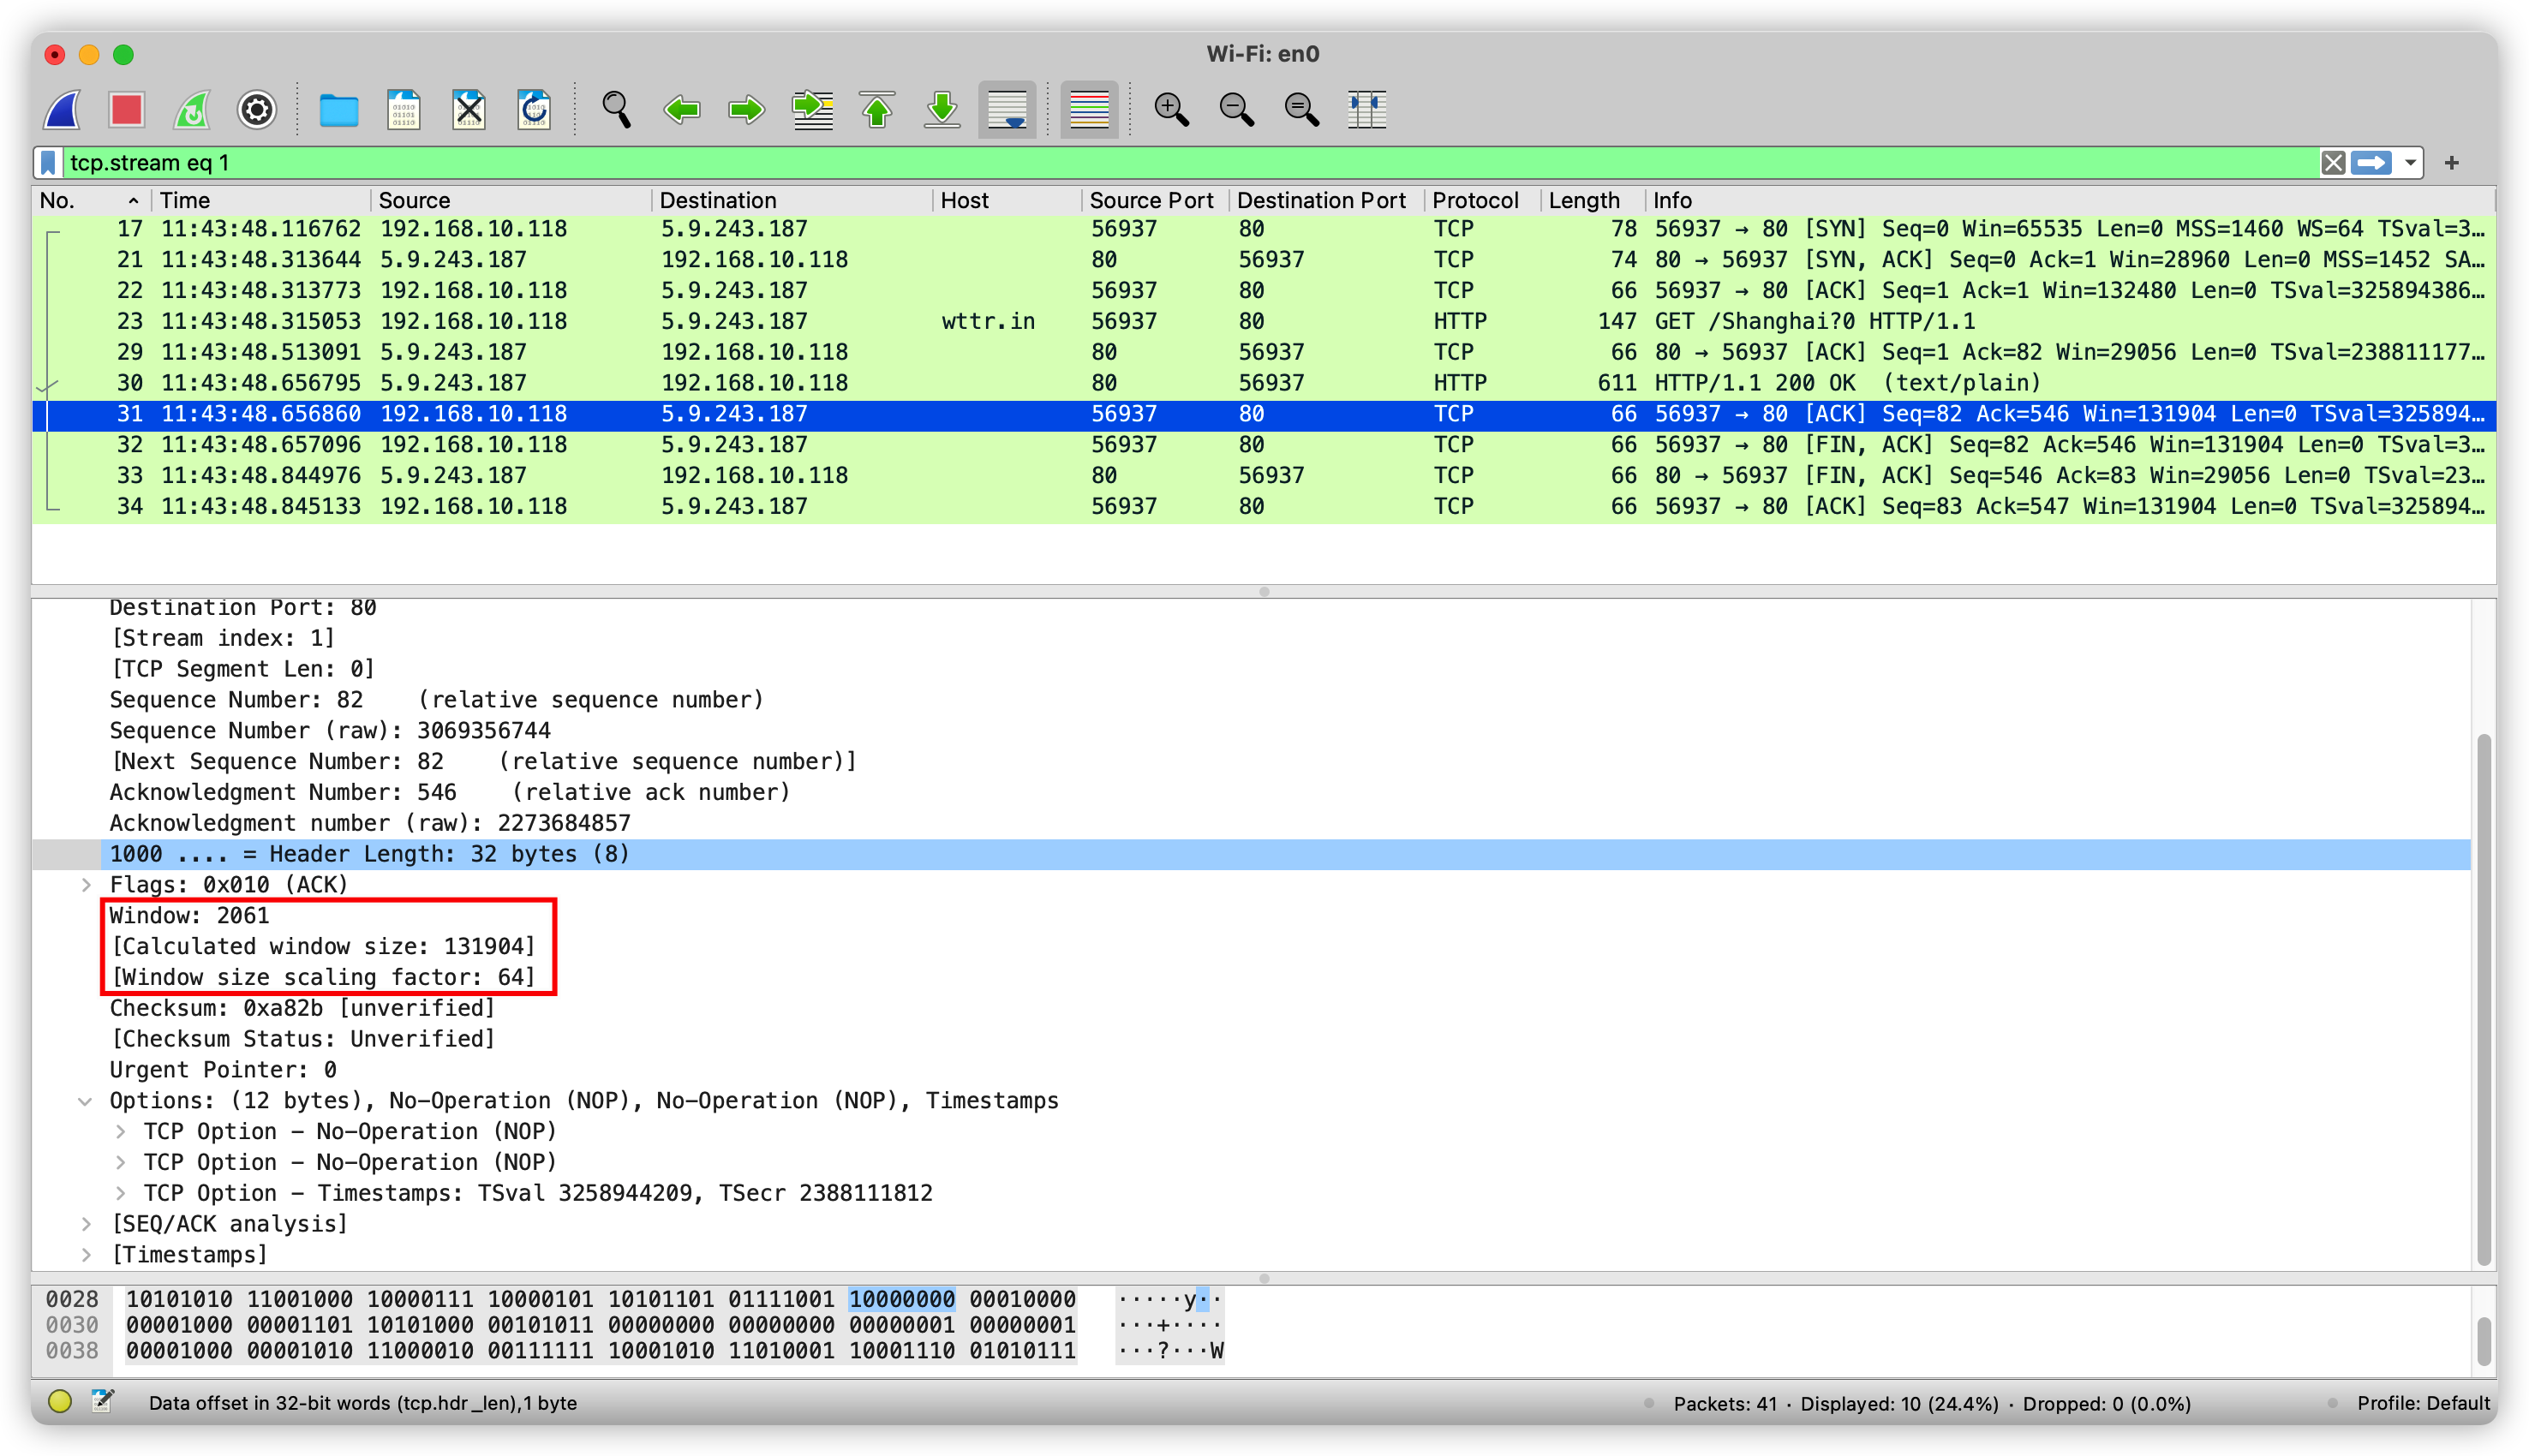 Wi-Fi: en0
tcp.stream eq 1
No. Time Source Destination Host Source Port Destination Port Protocol Length Info
17 11:43:48.116762 192.168.10.118 5.9.243.187 56937 80 TCP 78 56937 → 80 [SYN] Seq=0 Win=65535 Len=0 MSS=1460 WS=64 TSval=3…
21 11:43:48.313644 5.9.243.187 192.168.10.118 80 56937 TCP 74 80 → 56937 [SYN, ACK] Seq=0 Ack=1 Win=28960 Len=0 MSS=1452 SA…
22 11:43:48.313773 192.168.10.118 5.9.243.187 56937 80 TCP 66 56937 → 80 [ACK] Seq=1 Ack=1 Win=132480 Len=0 TSval=325894386…
23 11:43:48.315053 192.168.10.118 5.9.243.187 wttr.in 56937 80 HTTP 147 GET /Shanghai?0 HTTP/1.1
29 11:43:48.513091 5.9.243.187 192.168.10.118 80 56937 TCP 66 80 → 56937 [ACK] Seq=1 Ack=82 Win=29056 Len=0 TSval=238811177…
30 11:43:48.656795 5.9.243.187 192.168.10.118 80 56937 HTTP 611 HTTP/1.1 200 OK (text/plain)
31 11:43:48.656860 192.168.10.118 5.9.243.187 56937 80 TCP 66 56937 → 80 [ACK] Seq=82 Ack=546 Win=131904 Len=0 TSval=325894…
32 11:43:48.657096 192.168.10.118 5.9.243.187 56937 80 TCP 66 56937 → 80 [FIN, ACK] Seq=82 Ack=546 Win=131904 Len=0 TSval=3…
33 11:43:48.844976 5.9.243.187 192.168.10.118 80 56937 TCP 66 80 → 56937 [FIN, ACK] Seq=546 Ack=83 Win=29056 Len=0 TSval=23…
34 11:43:48.845133 192.168.10.118 5.9.243.187 56937 80 TCP 66 56937 → 80 [ACK] Seq=83 Ack=547 Win=131904 Len=0 TSval=325894…
Destination Port: 80
[Stream index: 1]
[TCP Segment Len: 0]
Sequence Number: 82 (relative sequence number)
Sequence Number (raw): 3069356744
[Next Sequence Number: 82 (relative sequence number)]
Acknowledgment Number: 546 (relative ack number)
Acknowledgment number (raw): 2273684857
1000 .... = Header Length: 32 bytes (8)
Flags: 0x010 (ACK)
Window: 2061
[Calculated window size: 131904]
[Window size scaling factor: 64]
Checksum: 0xa82b [unverified]
[Checksum Status: Unverified]
Urgent Pointer: 0
Options: (12 bytes), No-Operation (NOP), No-Operation (NOP), Timestamps
TCP Option - No-Operation (NOP)
TCP Option - No-Operation (NOP)
TCP Option - Timestamps: TSval 3258944209, TSecr 2388111812
[SEQ/ACK analysis]
[Timestamps]
0028 10101010 11001000 10000111 10000101 10101101 01111001 10000000 00010000 ·····y··
0030 00001000 00001101 10101000 00101011 00000000 00000000 00000001 00000001 ···+····
0038 00001000 00001010 11000010 00111111 10001010 11010001 10001110 01010111 ···?···W
Data offset in 32-bit words (tcp.hdr_len), 1 byte
Packets: 41 · Displayed: 10 (24.4%) · Dropped: 0 (0.0%)
Profile: Default